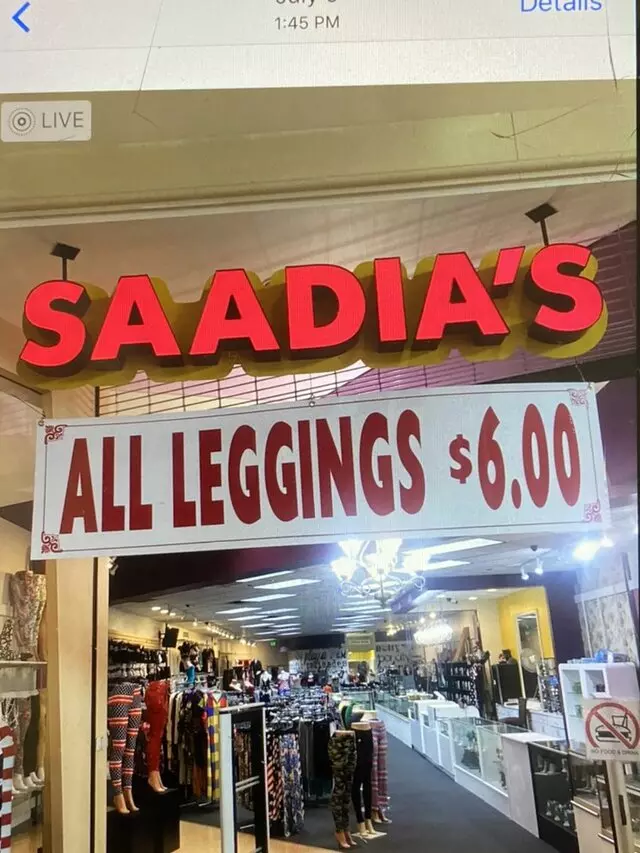 1:45 PM
Details
LIVE
SAADIA'S
ALL LEGGINGS $6.00
NO FOOD & DRINK